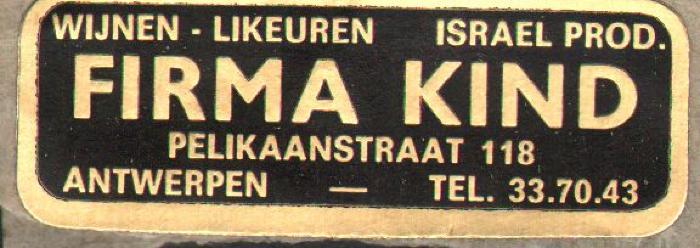 WIJNEN - LIKEUREN ISRAEL PROD.
FIRMA KIND
PELIKAANSTRAAT 118
ANTWERPEN — TEL. 33.70.43